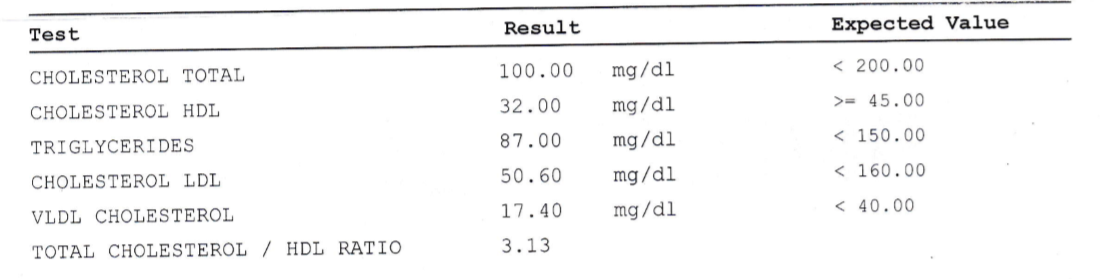 Test Result Expected Value
CHOLESTEROL TOTAL 100.00 mg/dl < 200.00
CHOLESTEROL HDL 32.00 mg/dl >= 45.00
TRIGLYCERIDES 87.00 mg/dl < 150.00
CHOLESTEROL LDL 50.60 mg/dl < 160.00
VLDL CHOLESTEROL 17.40 mg/dl < 40.00
TOTAL CHOLESTEROL / HDL RATIO 3.13